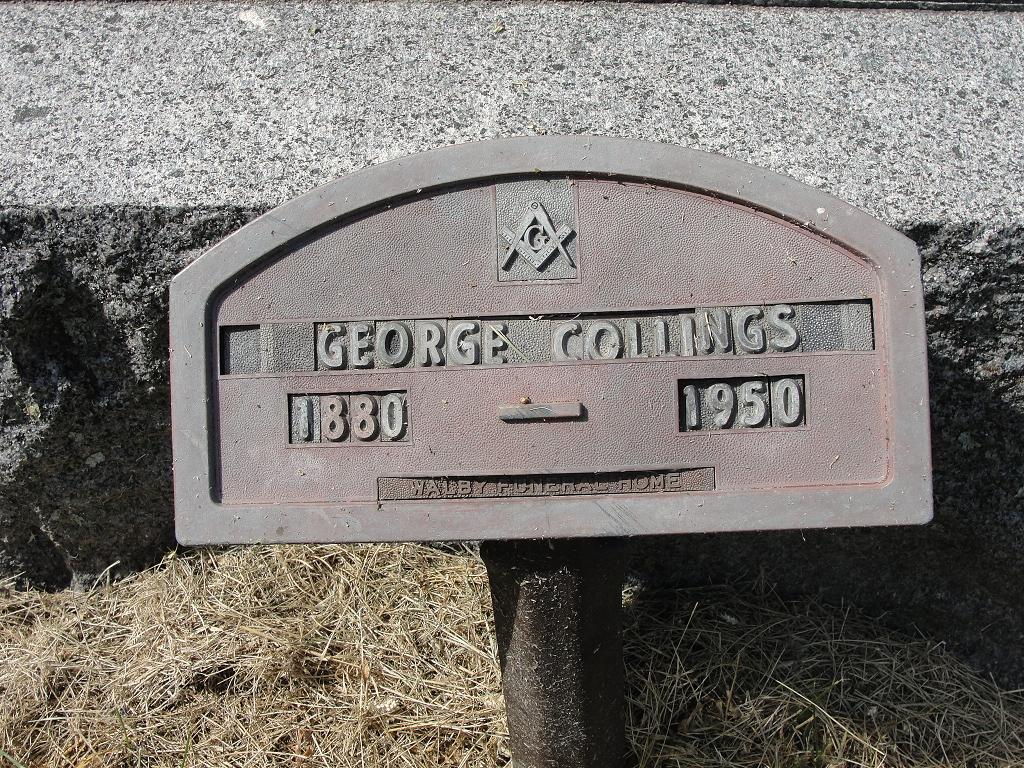 G
GEORGE COLLINGS
1880 - 1950
WALBY FUNERAL HOME